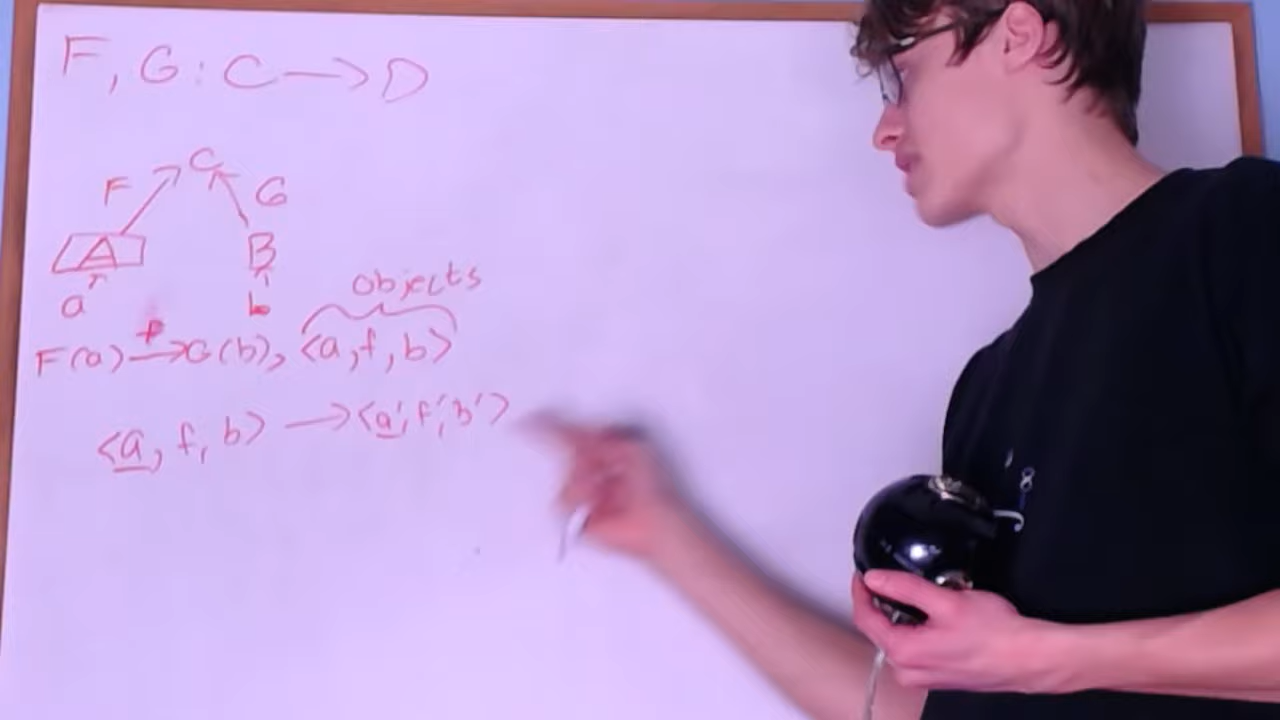 F, G : C → D
C
F G
A B
a b
objects
f
F(a) → G(b), <a, f, b>
<a, f, b> → <a', f', b'>